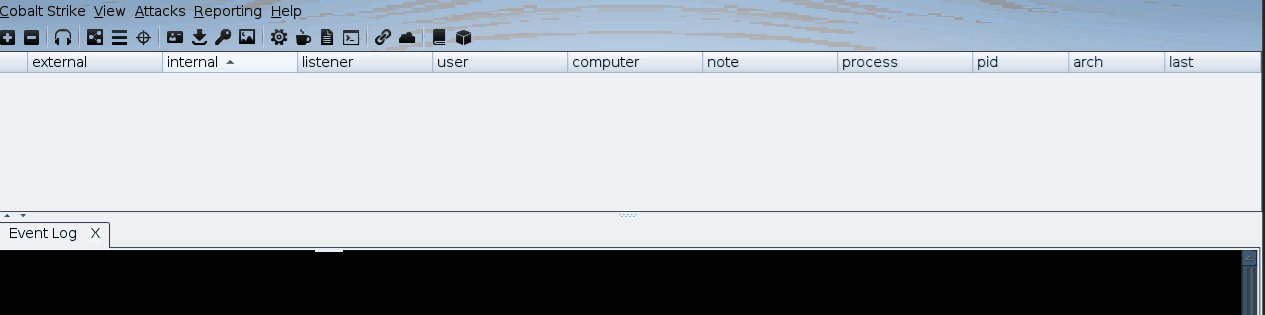 Cobalt Strike View Attacks Reporting Help
external internal listener user computer note process pid arch last
Event Log X